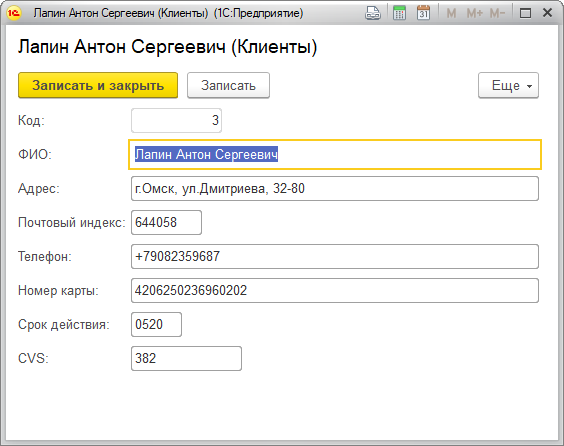 Лапин Антон Сергеевич (Клиенты) (1С:Предприятие)
M M+ M-
Лапин Антон Сергеевич (Клиенты)
Записать и закрыть Записать Еще
Код: 3
ФИО: Лапин Антон Сергеевич
Адрес: г.Омск, ул.Дмитриева, 32-80
Почтовый индекс: 644058
Телефон: +79082359687
Номер карты: 4206250236960202
Срок действия: 0520
CVS: 382